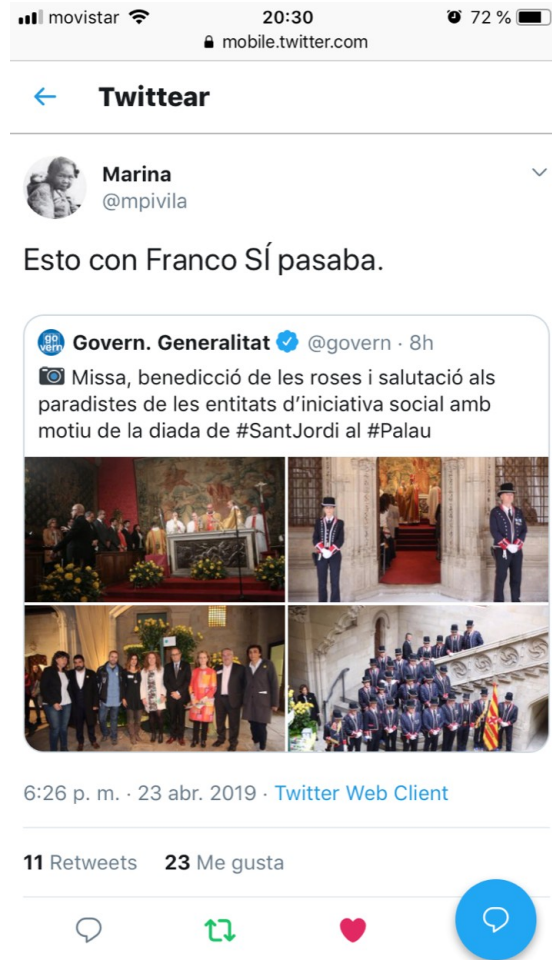 movistar 20:30 72 %
mobile.twitter.com
Twittear
Marina
@mpivila
Esto con Franco SÍ pasaba.
go vern Govern. Generalitat @govern · 8h
Missa, benedicció de les roses i salutació als
paradistes de les entitats d’iniciativa social amb
motiu de la diada de #SantJordi al #Palau
6:26 p. m. · 23 abr. 2019 · Twitter Web Client
11 Retweets 23 Me gusta